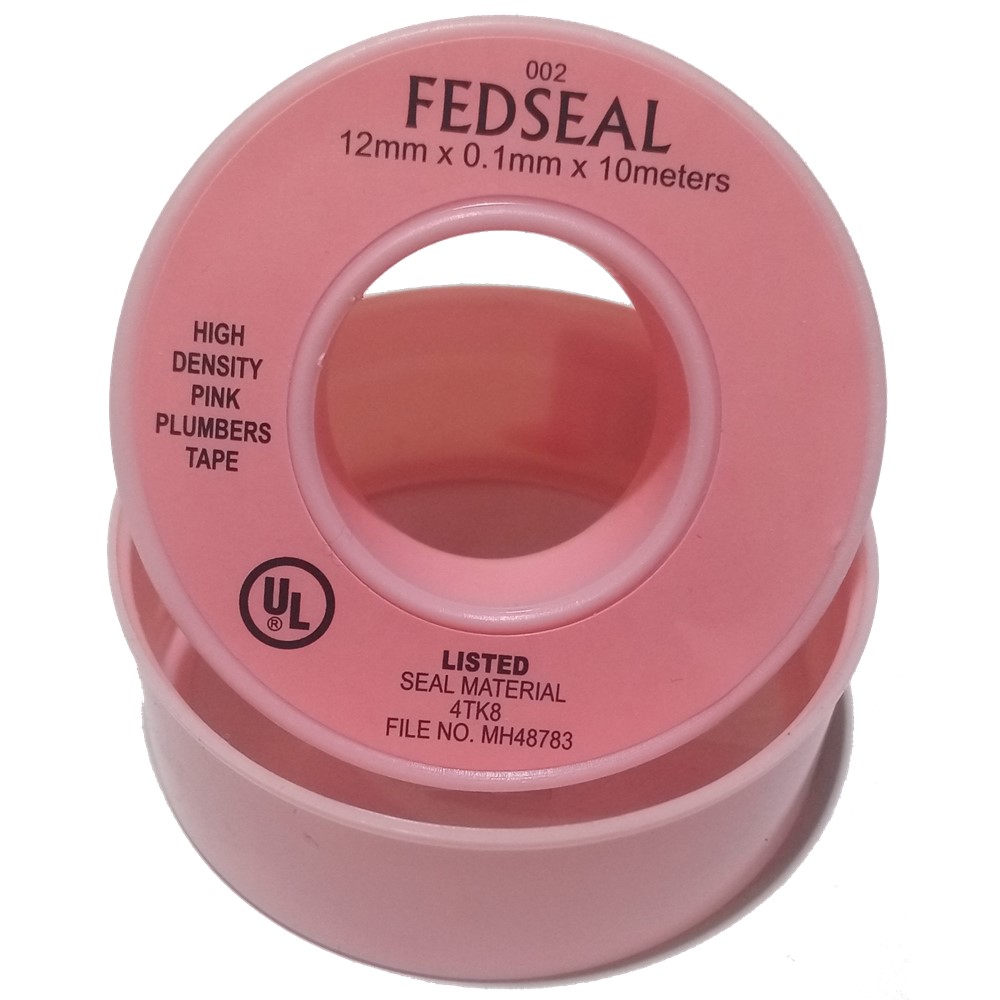 002
FEDSEAL
12mm x 0.1mm x 10meters
HIGH
DENSITY
PINK
PLUMBERS
TAPE
UL
®
LISTED
SEAL MATERIAL
4TK8
FILE NO. MH48783